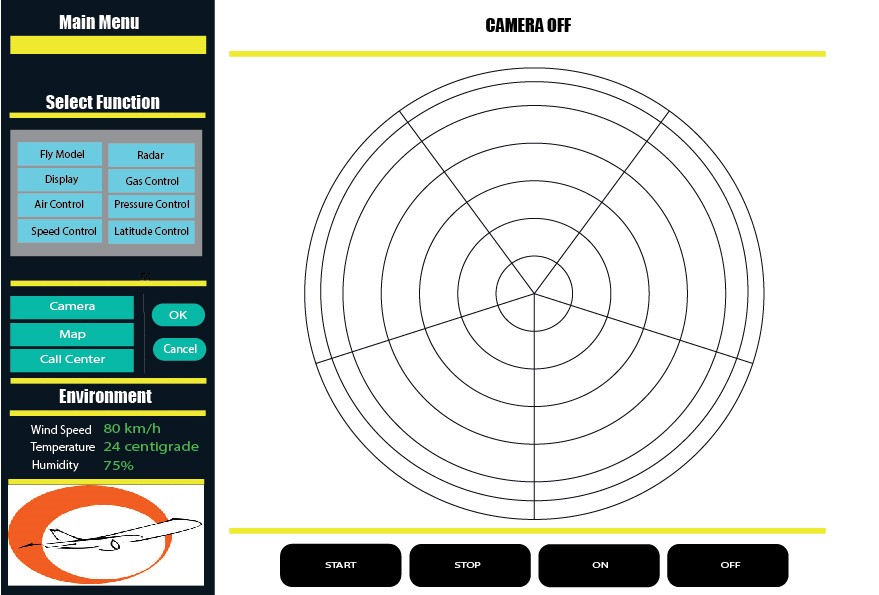 Main Menu
Select Function
Fly Model
Radar
Display
Gas Control
Air Control
Pressure Control
Speed Control
Latitude Control
Camera
Map
Call Center
OK
Cancel
Environment
Wind Speed 80 km/h
Temperature 24 centigrade
Humidity 75%
CAMERA OFF
START
STOP
ON
OFF